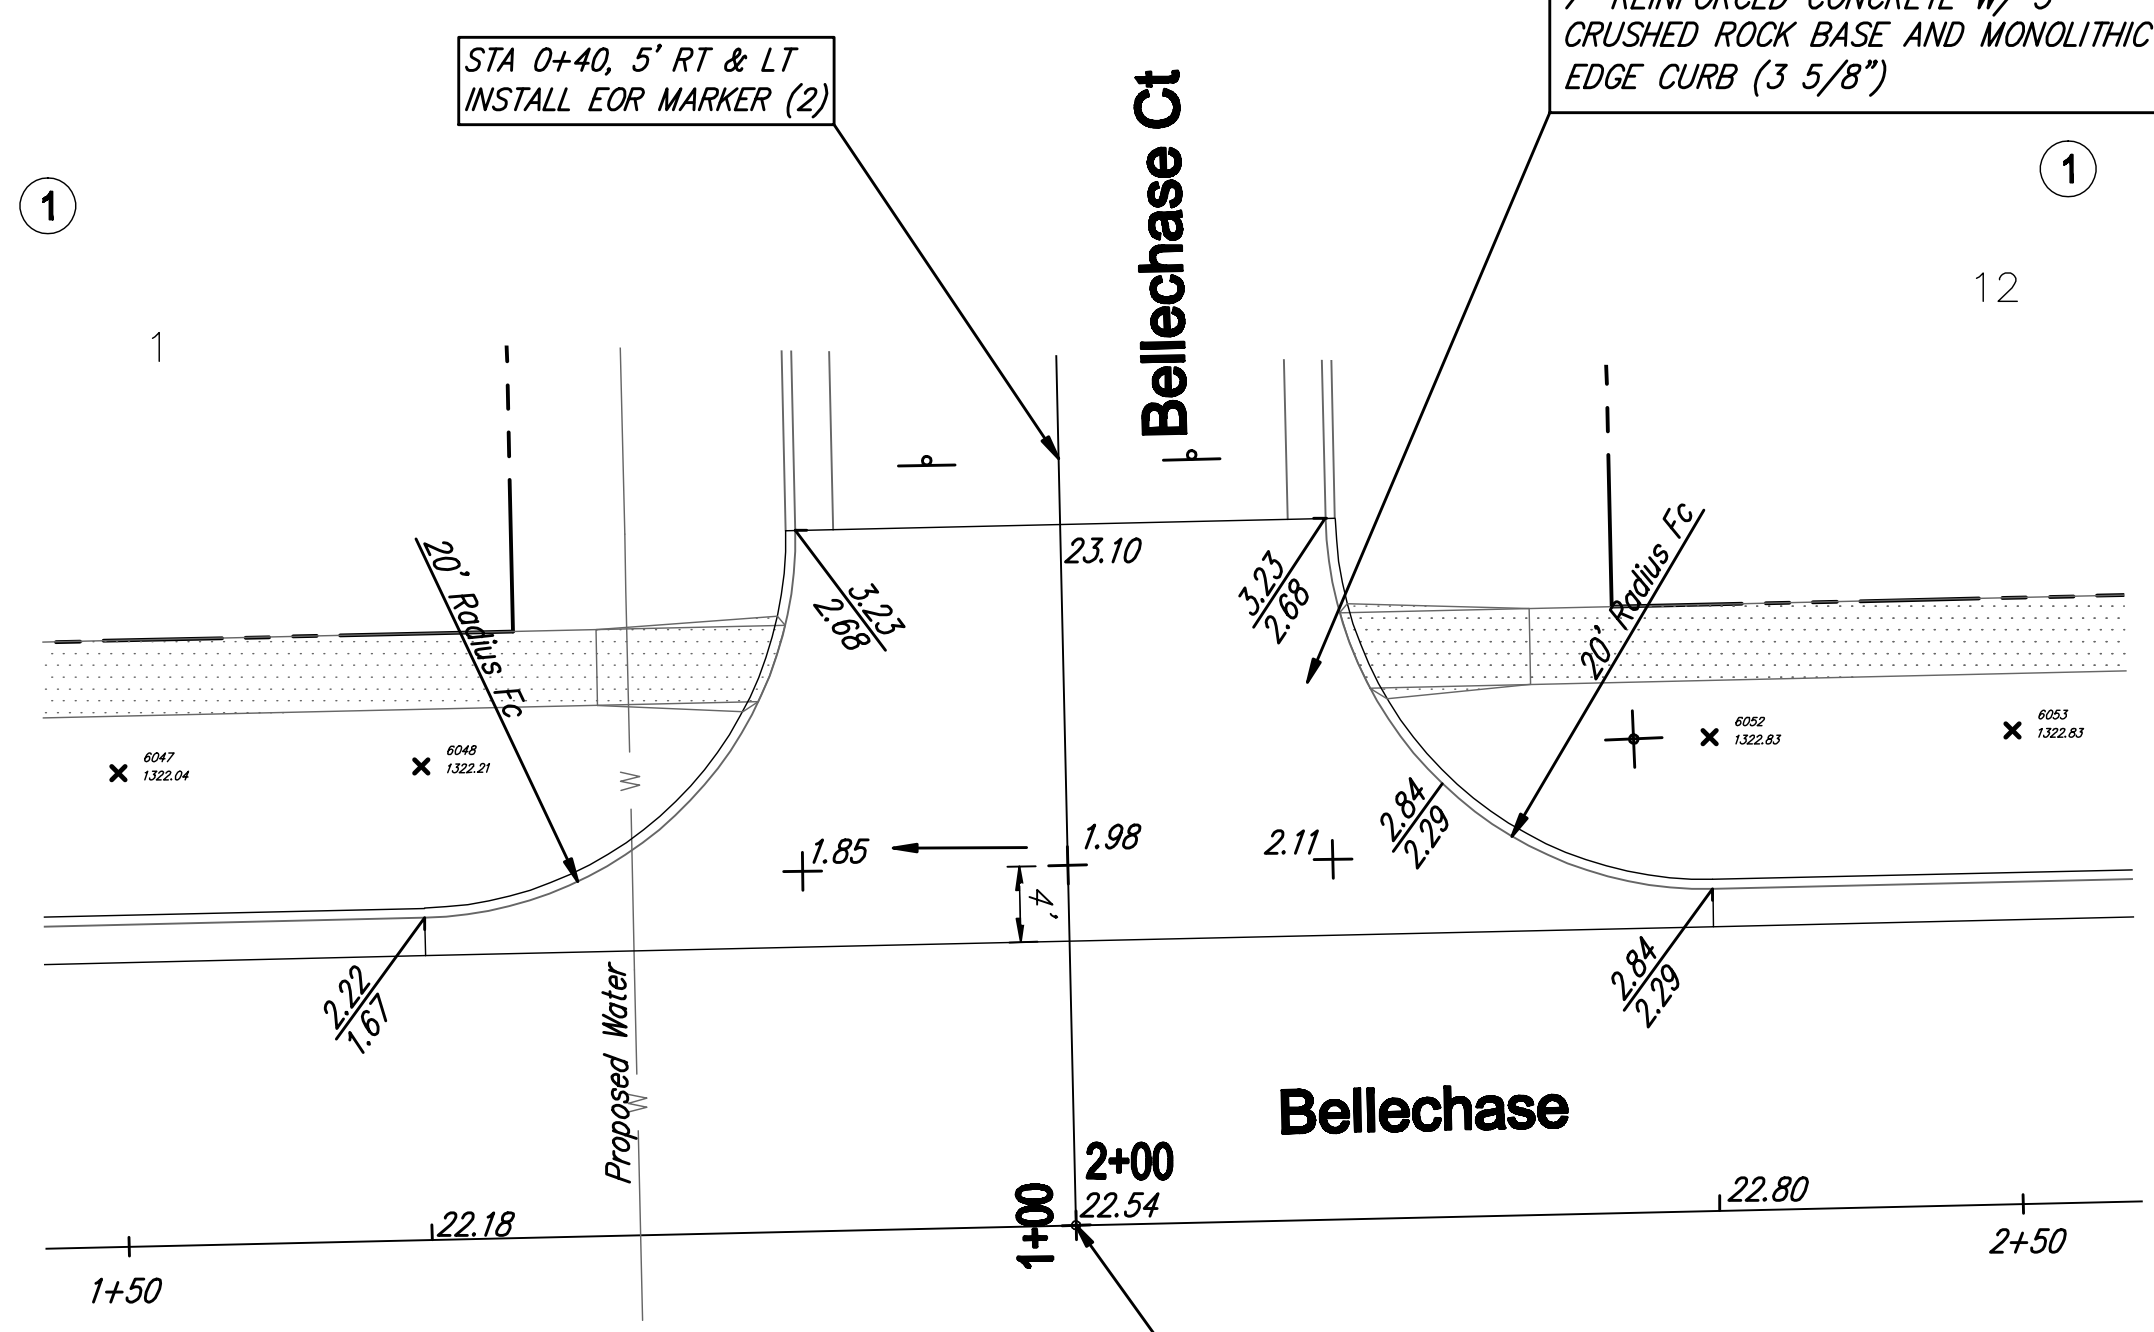 STA 0+40, 5' RT & LT
INSTALL EOR MARKER (2)
7" REINFORCED CONCRETE W/ 5"
CRUSHED ROCK BASE AND MONOLITHIC
EDGE CURB (3 5/8")
Bellechase Ct
1
1
12
1
23.10
20' Radius Fc
3.23
2.68
3.23
2.68
20' Radius Fc
6047
1322.04
6048
1322.21
6052
1322.83
6053
1322.83
W
1.85
1.98
2.11
2.84
2.29
4'
2.22
1.67
2.84
2.29
Proposed Water
W
Bellechase
2+00
1+00
22.54
22.18
22.80
1+50
2+50